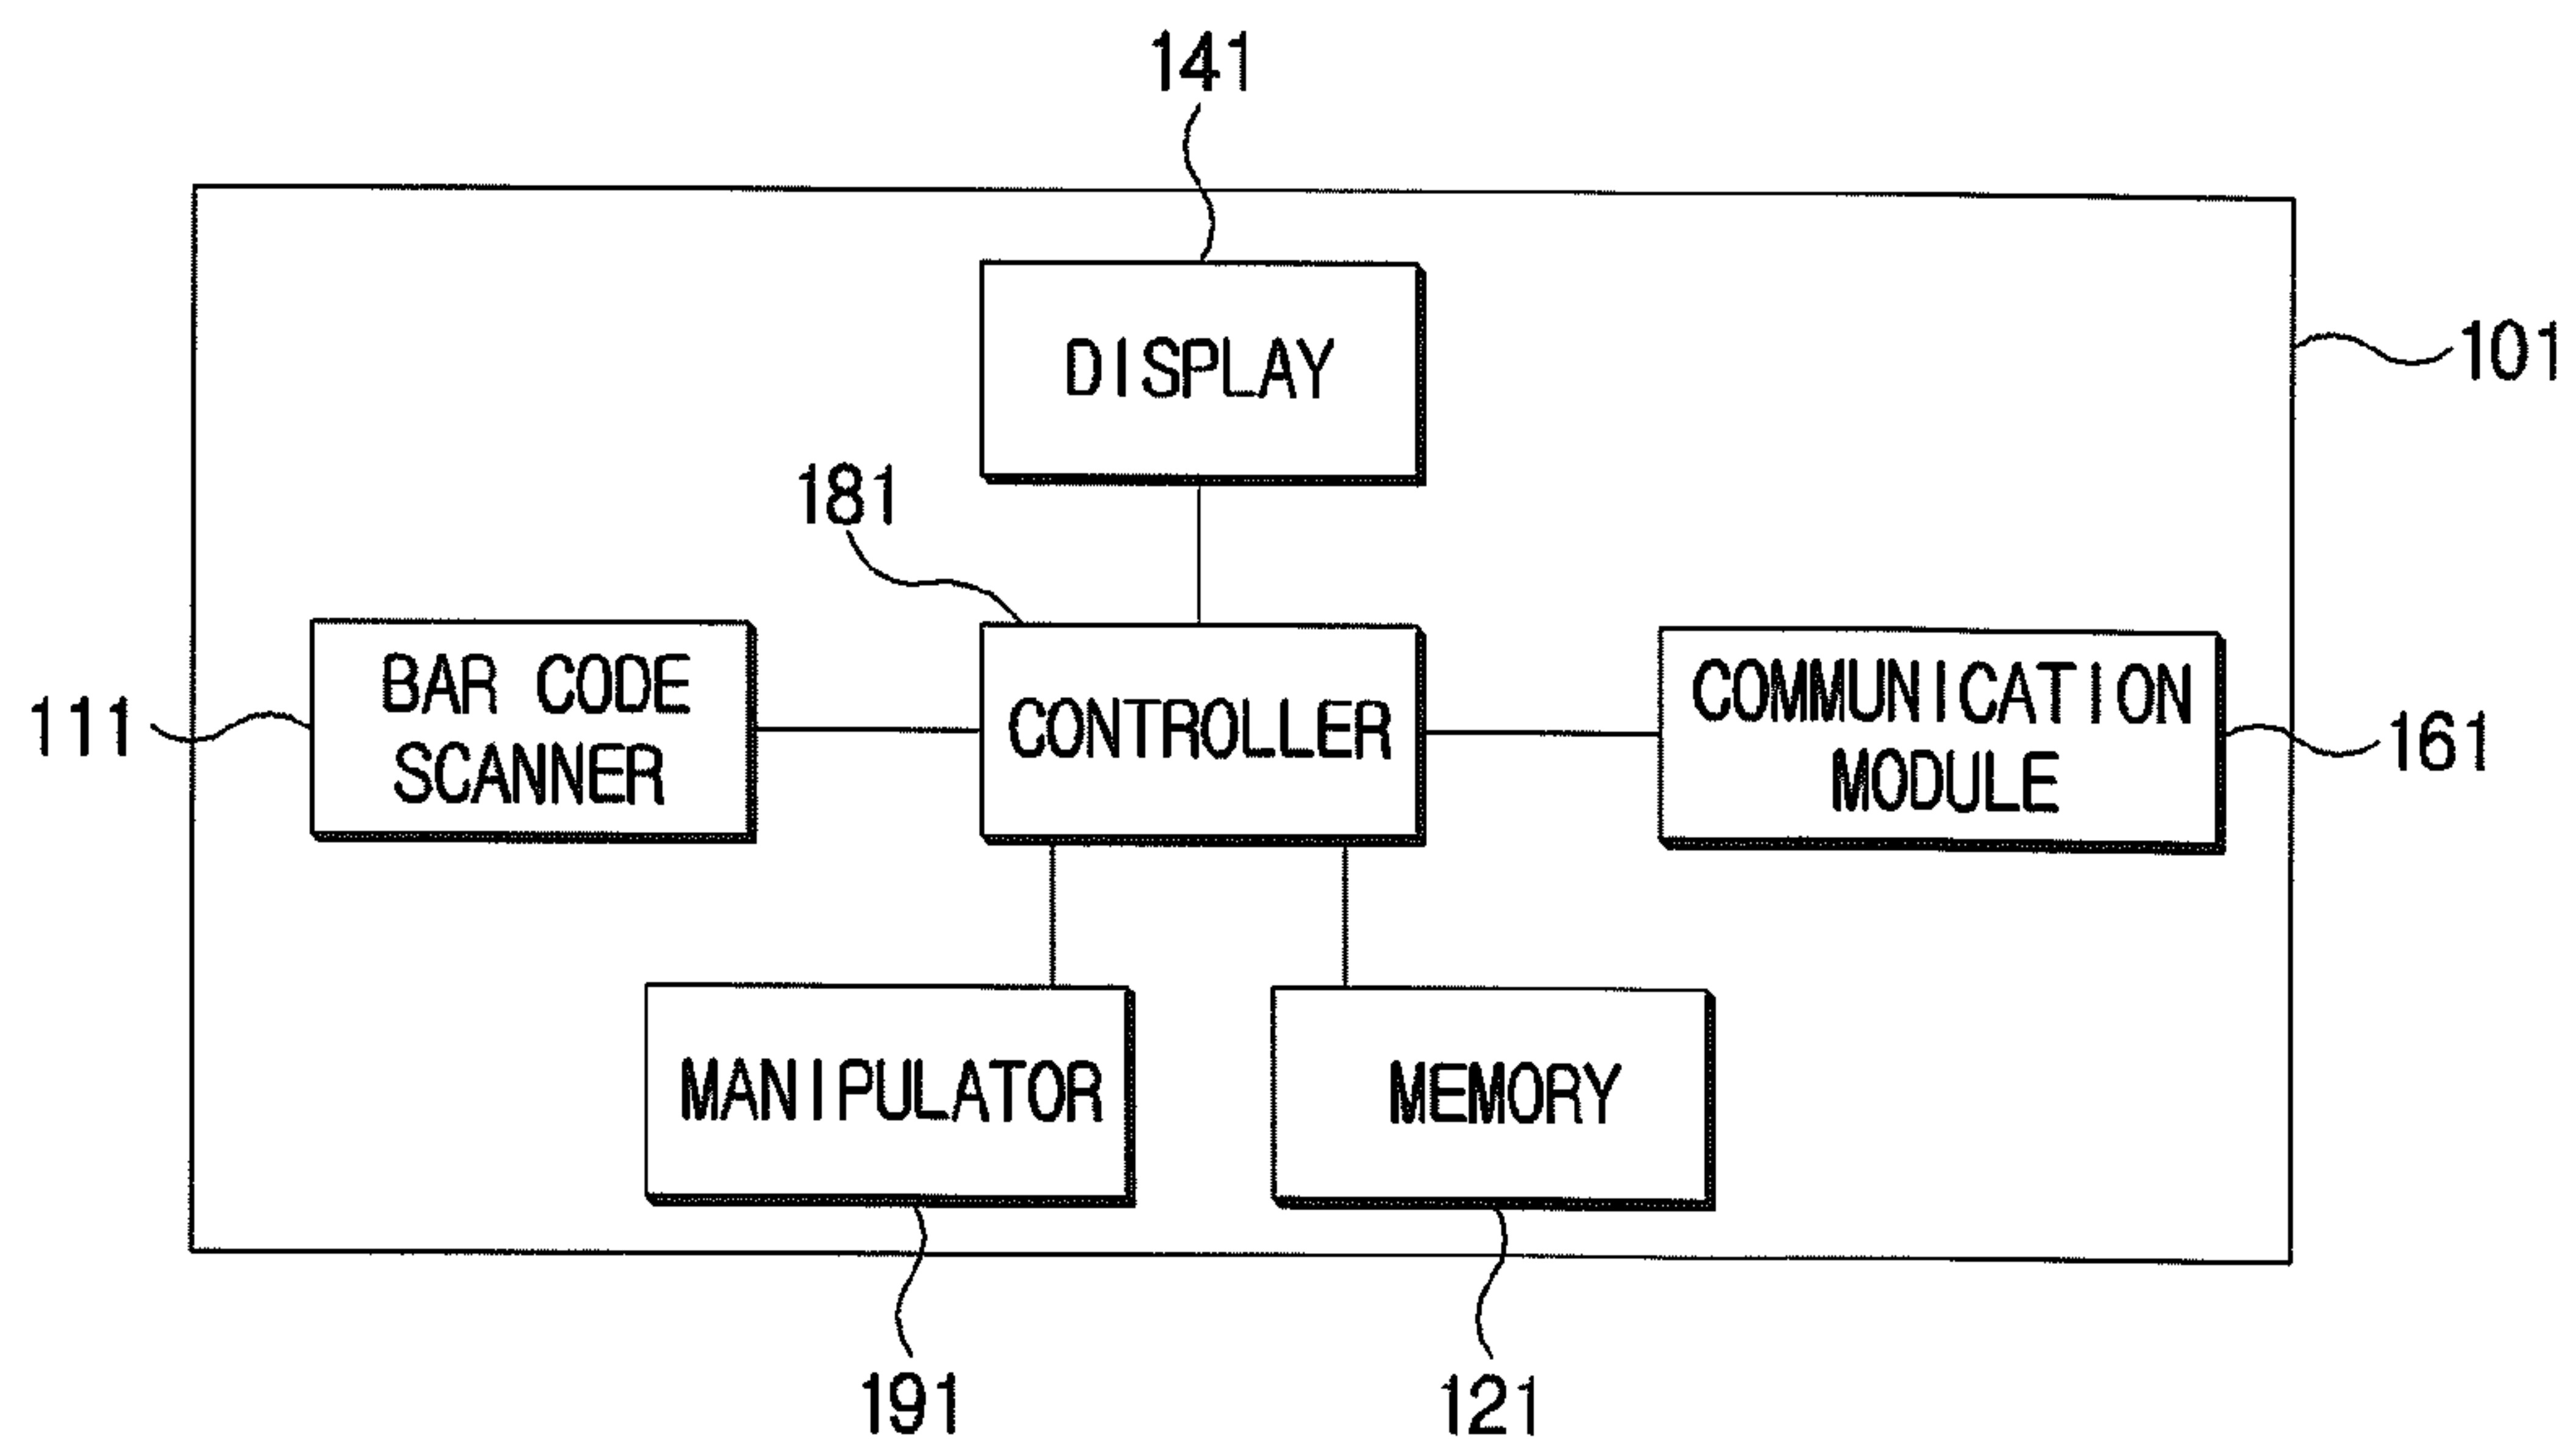 141
DISPLAY
101
181
BAR CODE
SCANNER
111
CONTROLLER
COMMUNICATION
MODULE
161
MANIPULATOR
MEMORY
191
121